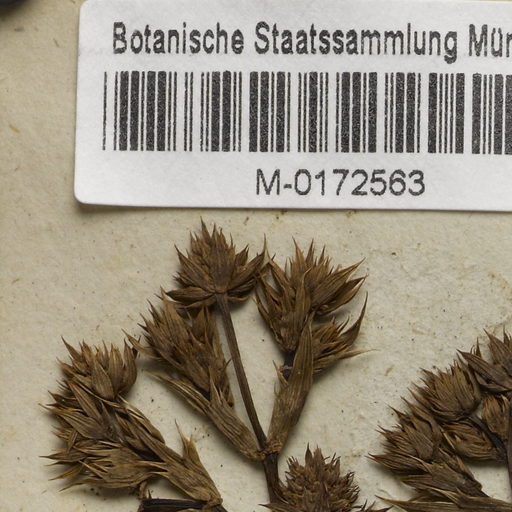 Botanische Staatssammlung Mün
M-0172563